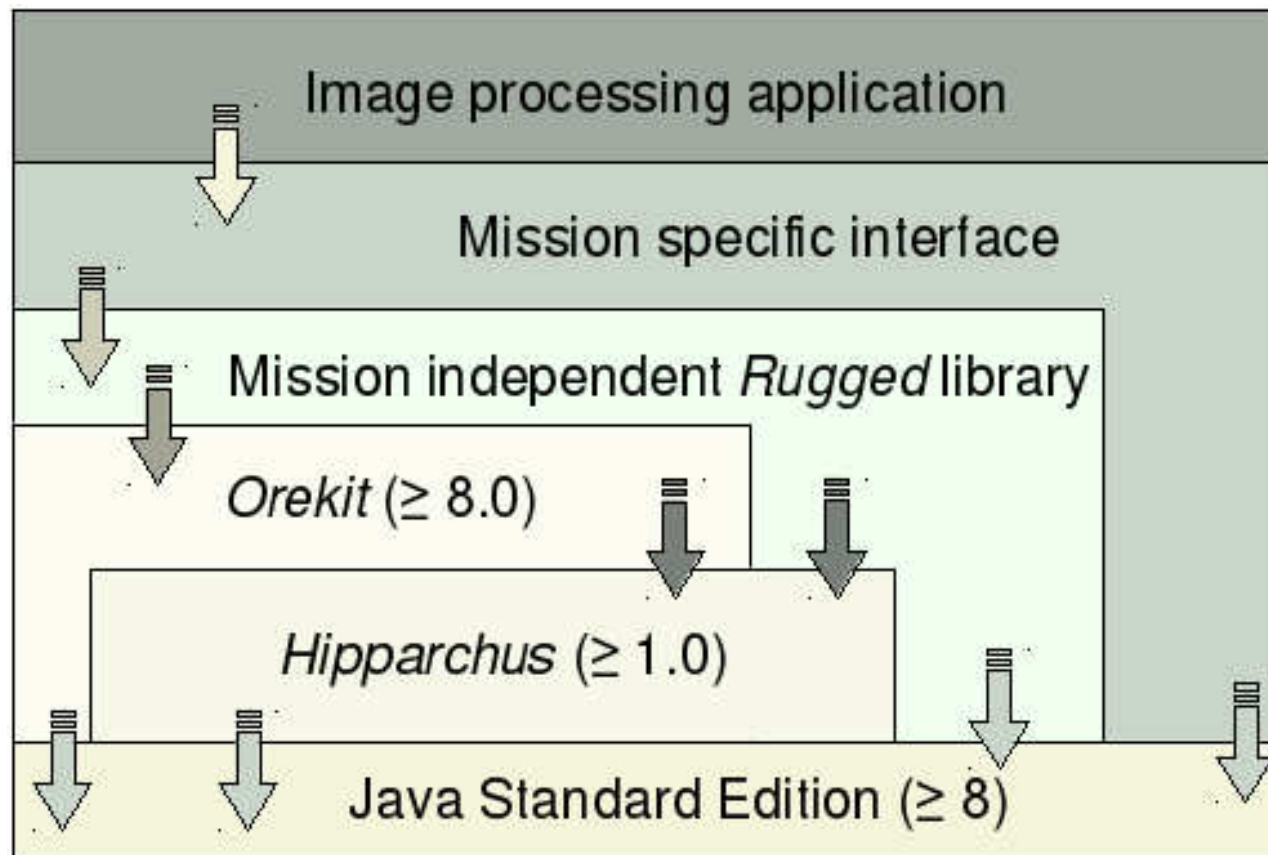 Image processing application
Mission specific interface
Mission independent Rugged library
Orekit (≥ 8.0)
Hipparchus (≥ 1.0)
Java Standard Edition (≥ 8)